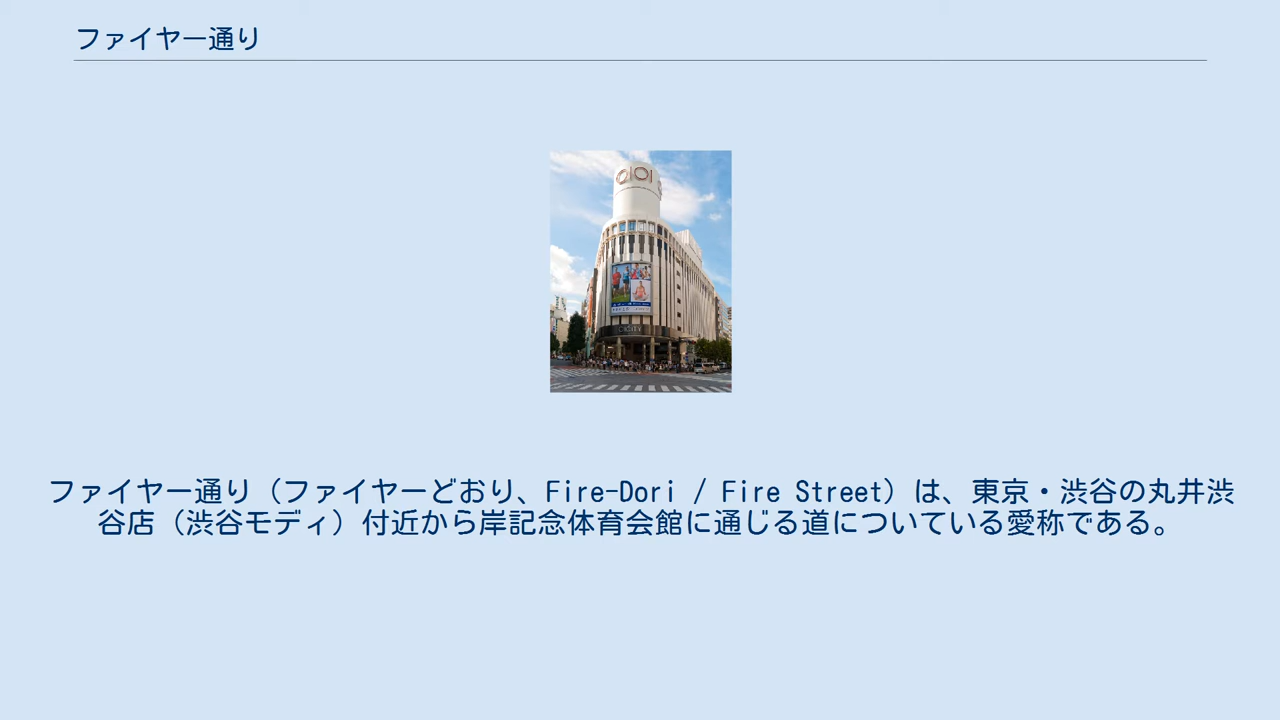 ファイヤー通り
OIOI
CICITY
ファイヤー通り（ファイヤーどおり、Fire-Dori / Fire Street）は、東京・渋谷の丸井渋
谷店（渋谷モディ）付近から岸記念体育会館に通じる道についている愛称である。